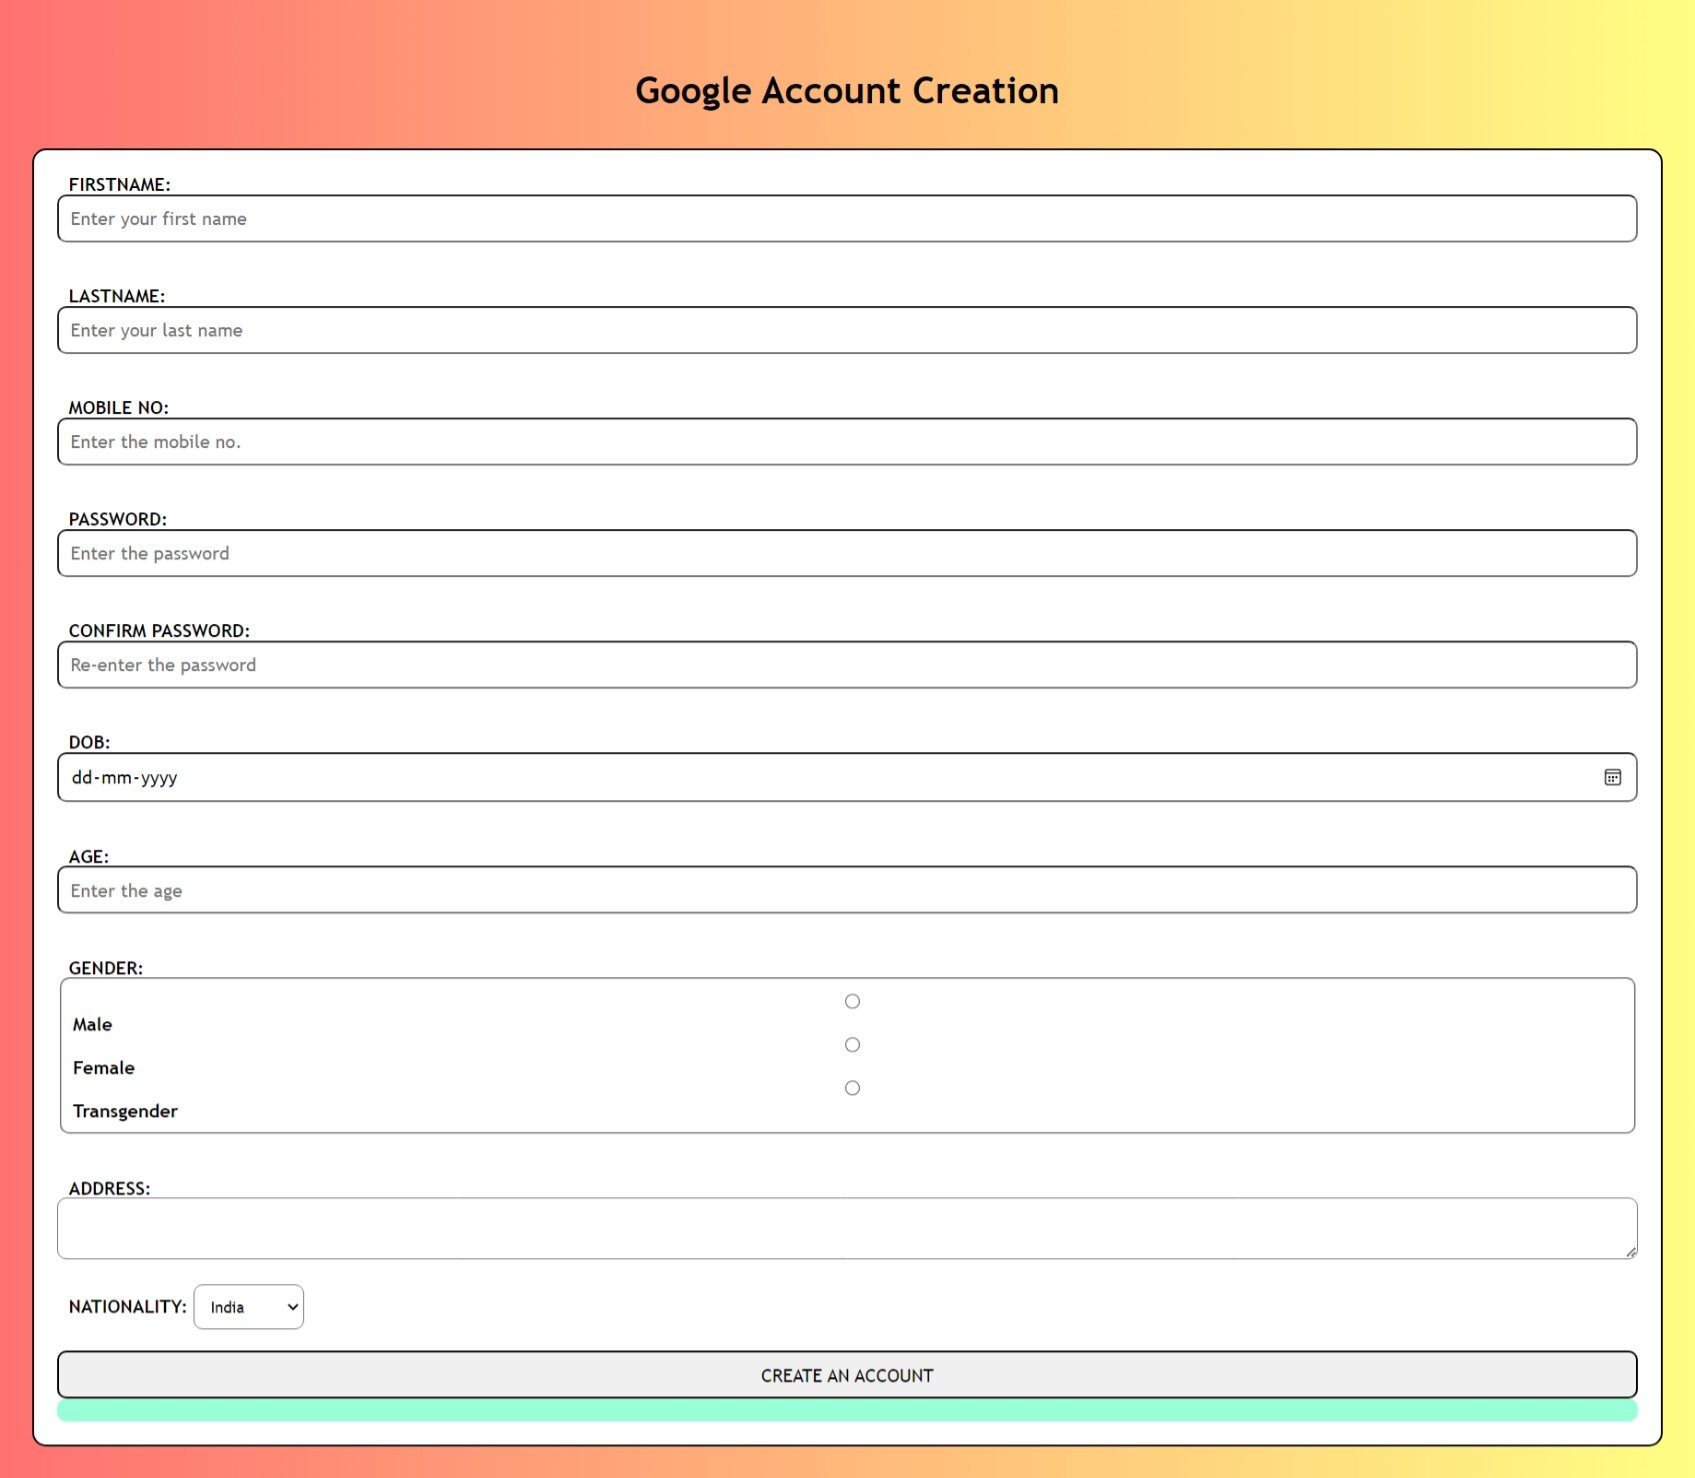 Google Account Creation
FIRSTNAME:
Enter your first name
LASTNAME:
Enter your last name
MOBILE NO:
Enter the mobile no.
PASSWORD:
Enter the password
CONFIRM PASSWORD:
Re-enter the password
DOB:
dd-mm-yyyy
AGE:
Enter the age
GENDER:
Male
Female
Transgender
ADDRESS:
NATIONALITY: India
CREATE AN ACCOUNT